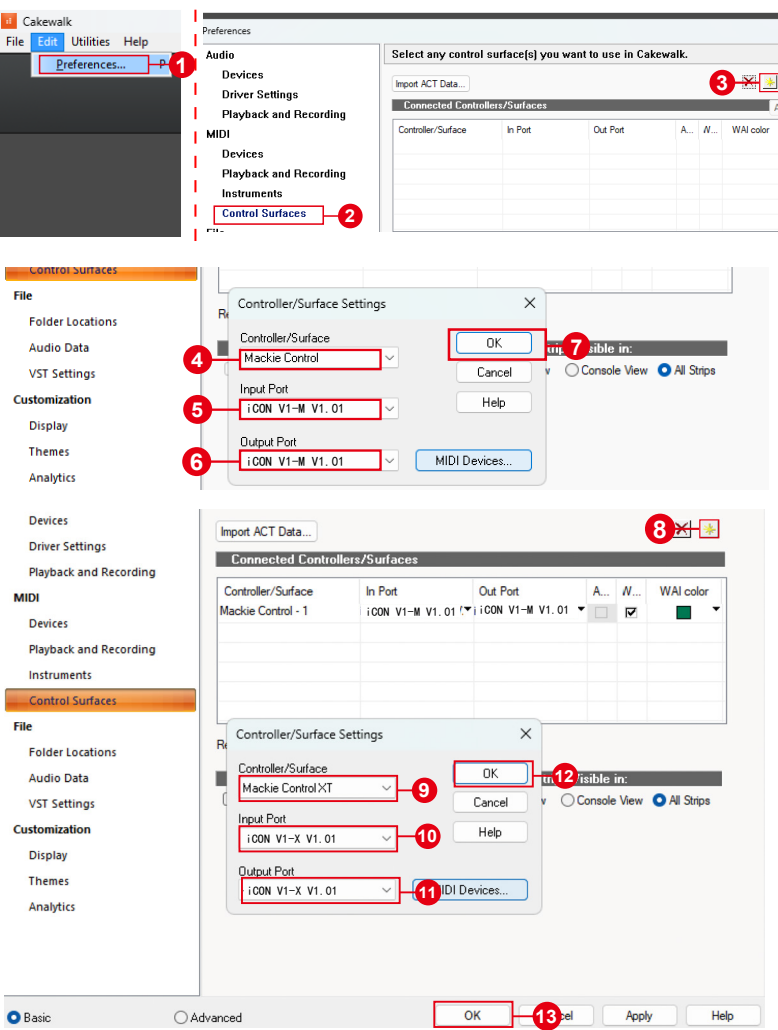 Cakewalk
File Edit Utilities Help
Preferences... P
1
Preferences
Audio
Devices
Driver Settings
Playback and Recording
MIDI
Devices
Playback and Recording
Instruments
Control Surfaces
2
Select any control surface(s) you want to use in Cakewalk.
Import ACT Data...
3
Connected Controllers/Surfaces
Controller/Surface In Port Out Port A... W... WAI color
Control Surfaces
File
Folder Locations
Audio Data
VST Settings
Customization
Display
Themes
Analytics
Controller/Surface Settings
Controller/Surface
4
Mackie Control
Input Port
5
iCON V1-M V1.01
Output Port
6
iCON V1-M V1.01
OK
7
Cancel
Help
MIDI Devices...
Console View All Strips
Devices
Driver Settings
Playback and Recording
MIDI
Devices
Playback and Recording
Instruments
Control Surfaces
File
Folder Locations
Audio Data
VST Settings
Customization
Display
Themes
Analytics
Import ACT Data...
8
Connected Controllers/Surfaces
Controller/Surface In Port Out Port A... W... WAI color
Mackie Control - 1 iCON V1-M V1.01 iCON V1-M V1.01
Controller/Surface Settings
Controller/Surface
Mackie Control XT
9
Input Port
iCON V1-X V1.01
10
Output Port
iCON V1-X V1.01
11
OK
12
Cancel
Help
MIDI Devices...
visible in:
Console View All Strips
Basic Advanced
OK
13
Cancel
Apply
Help